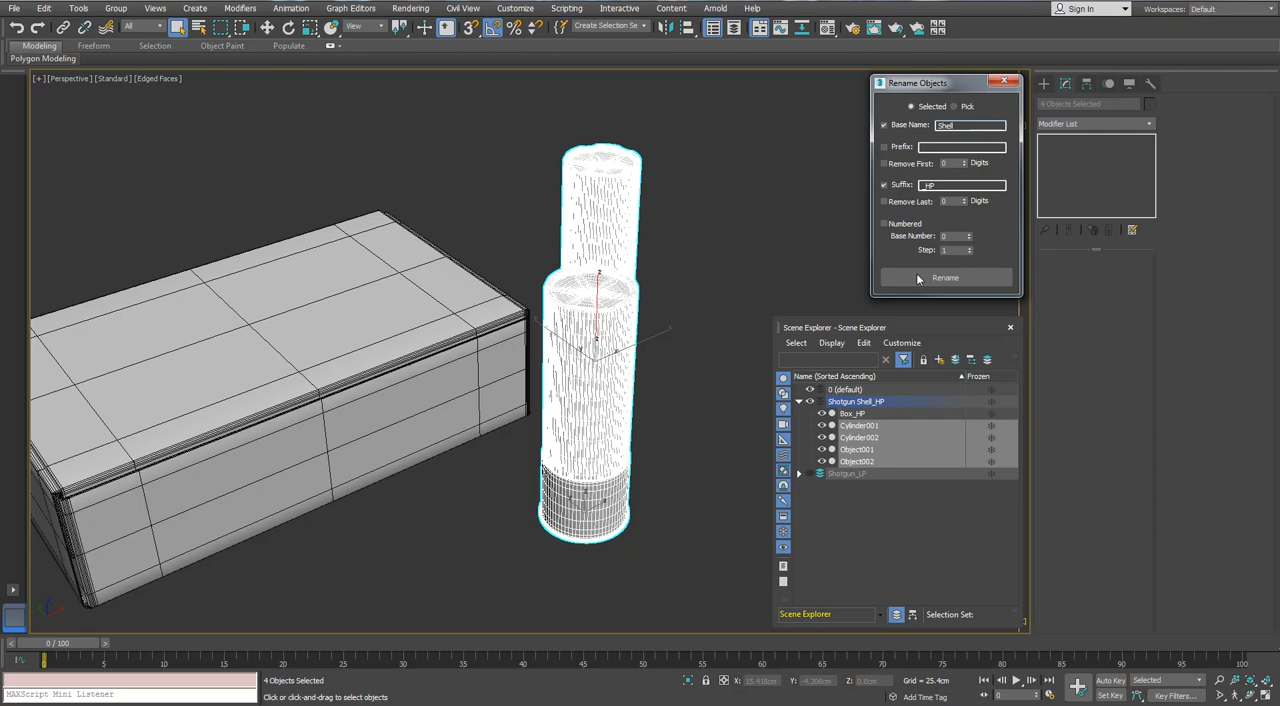 File Edit Tools Group Views Create Modifiers Animation Graph Editors Rendering Civil View Customize Scripting Interactive Content Arnold Help Sign In Workspaces: Default
All View Create Selection Se
Modeling Freeform Selection Object Paint Populate
Polygon Modeling
[+] [Perspective] [Standard] [Edged Faces]
Rename Objects
Selected Pick
Base Name: Shell
Prefix:
Remove First: 0 Digits
Suffix: _HP
Remove Last: 0 Digits
Numbered
Base Number: 0
Step: 1
Rename
4 Objects Selected
Modifier List
Scene Explorer - Scene Explorer
Select Display Edit Customize
Name (Sorted Ascending) Frozen
0 (default)
Shotgun Shell_HP
Box_HP
Cylinder001
Cylinder002
Object001
Object002
Shotgun_LP
Scene Explorer Selection Set:
0 / 100
0 5 10 15 20 25 30 35 40 45 50 55 60 65 70 75 80 85 90 95 100
MAXScript Mini Listener
4 Objects Selected
Click or click-and-drag to select objects
X: 15.418cm Y: -4.206cm Z: 0.0cm Grid = 25.4cm
Add Time Tag
0
Auto Key Selected
Set Key Key Filters...